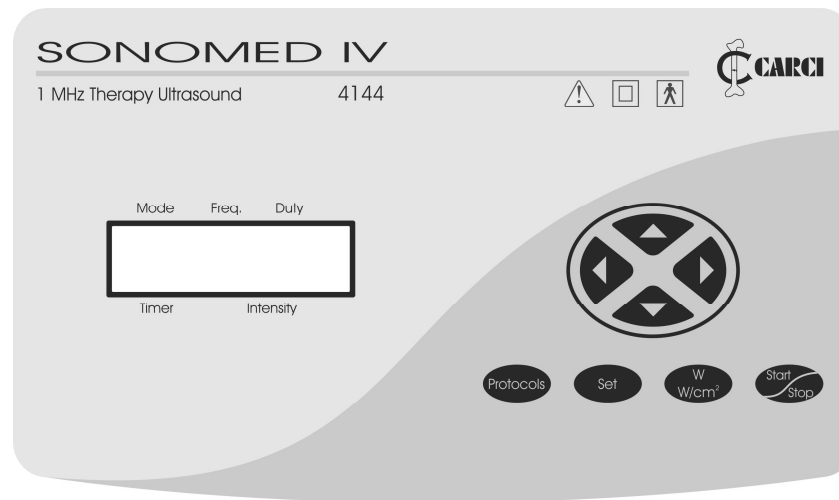 SONOMED IV
CARCI
1 MHz Therapy Ultrasound 4144
Mode Freq. Duty
Timer Intensity
Protocols Set W W/cm² Start Stop